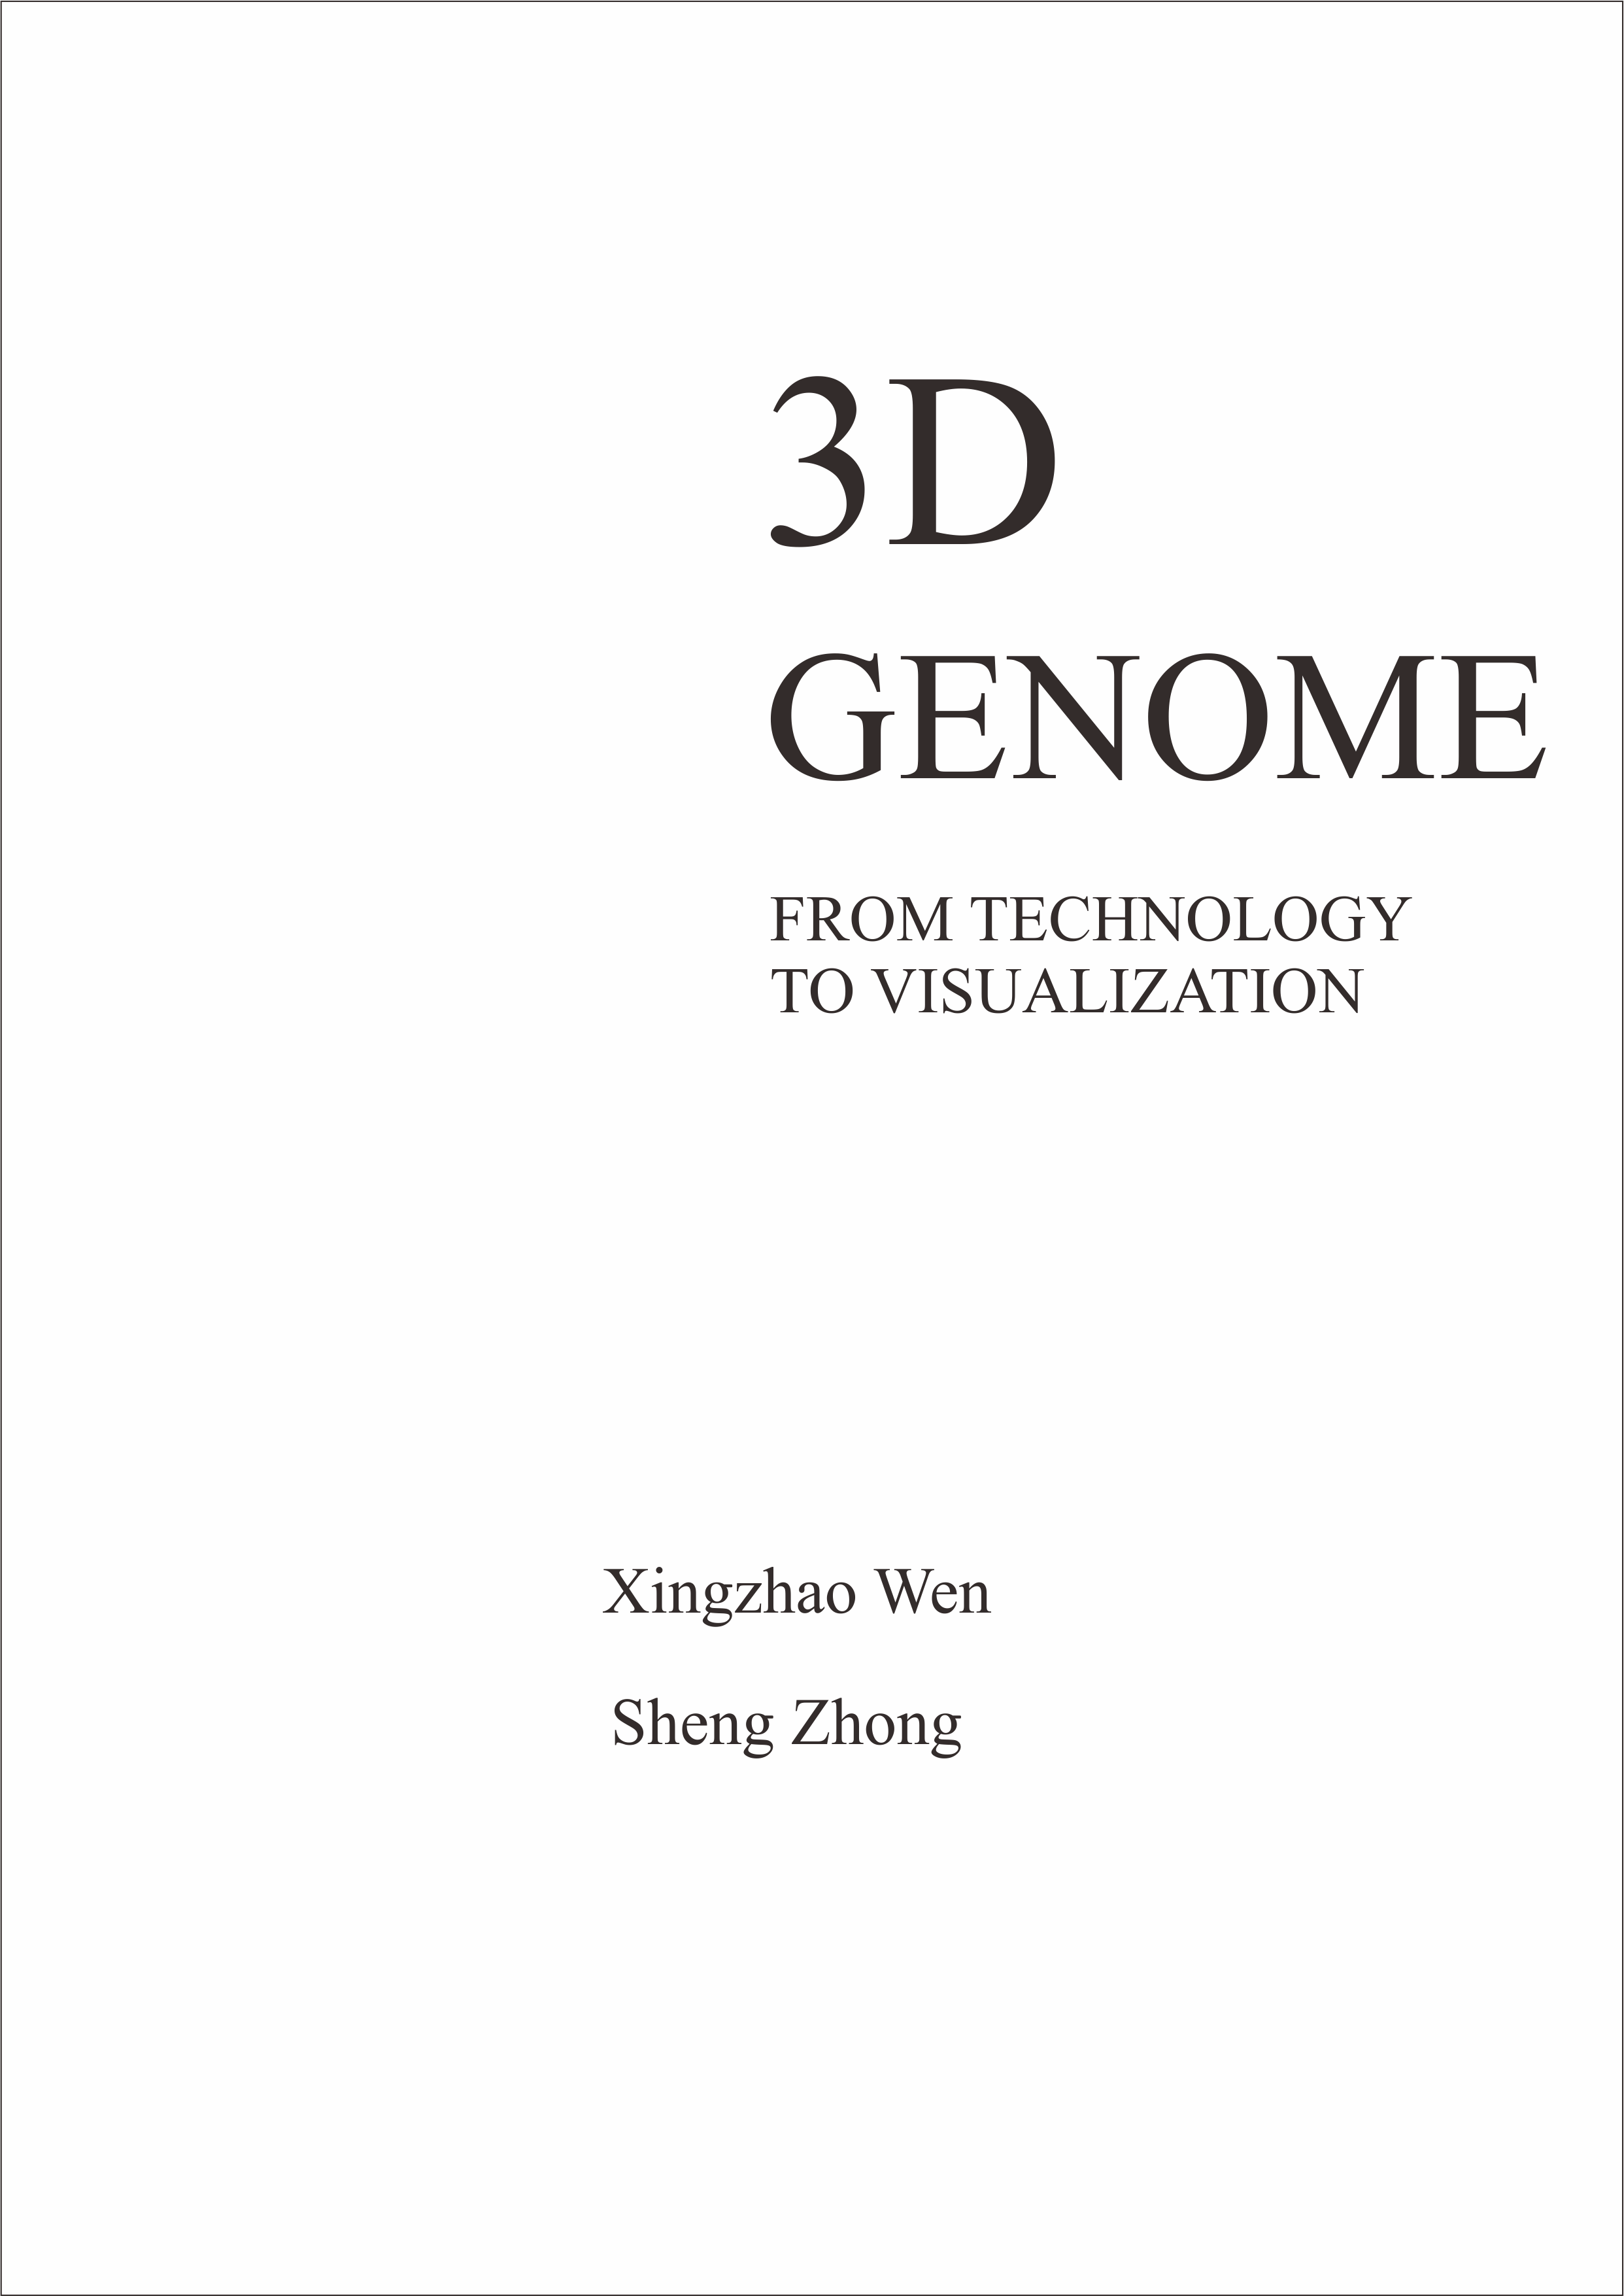 3D
GENOME
FROM TECHNOLOGY
TO VISUALIZATION
Xingzhao Wen
Sheng Zhong